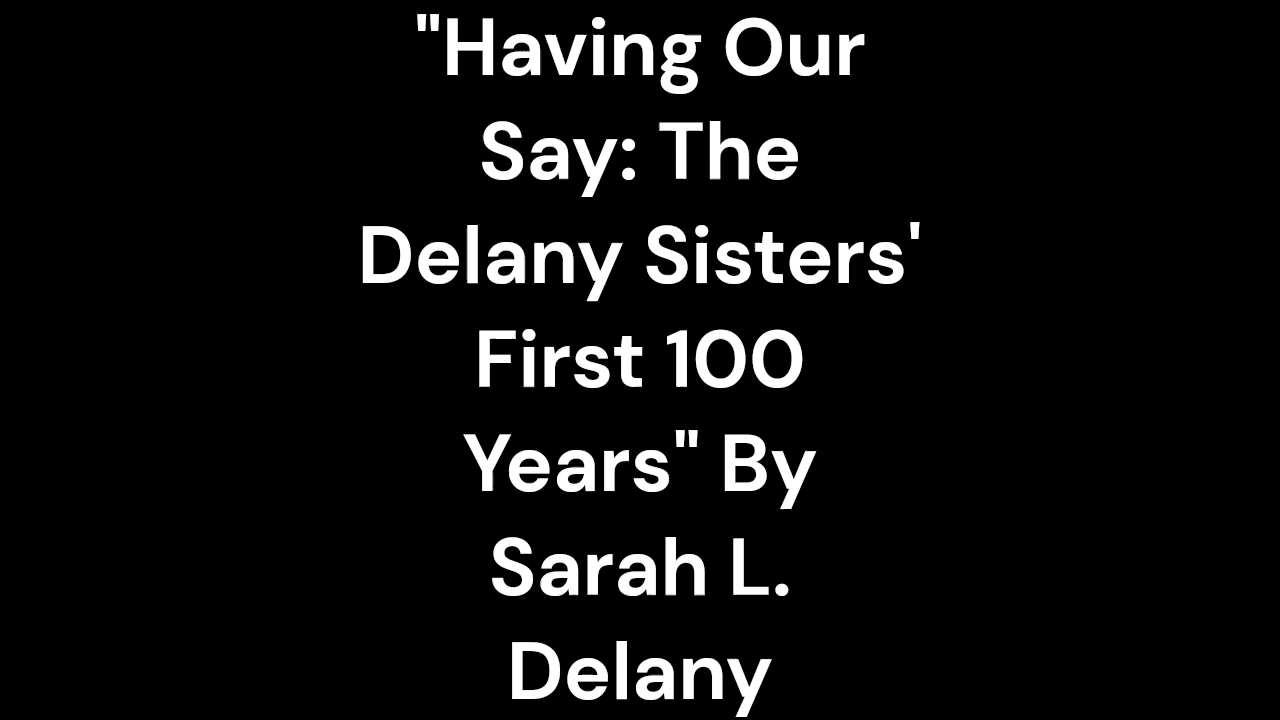 "Having Our
Say: The
Delany Sisters'
First 100
Years" By
Sarah L.
Delany